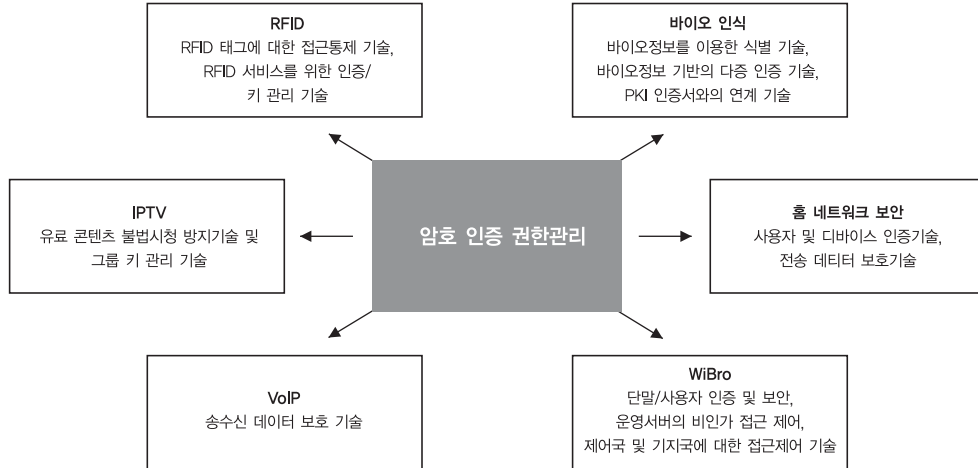 RFID
RFID 태그에 대한 접근통제 기술,
RFID 서비스를 위한 인증/
키 관리 기술
바이오 인식
바이오정보를 이용한 식별 기술,
바이오정보 기반의 다중 인증 기술,
PKI 인증서와의 연계 기술
IPTV
유료 콘텐츠 불법시청 방지기술 및
그룹 키 관리 기술
암호 인증 권한관리
홈 네트워크 보안
사용자 및 디바이스 인증기술,
전송 데티터 보호기술
VoIP
송수신 데이터 보호 기술
WiBro
단말/사용자 인증 및 보안,
운영서버의 비인가 접근 제어,
제어국 및 기지국에 대한 접근제어 기술